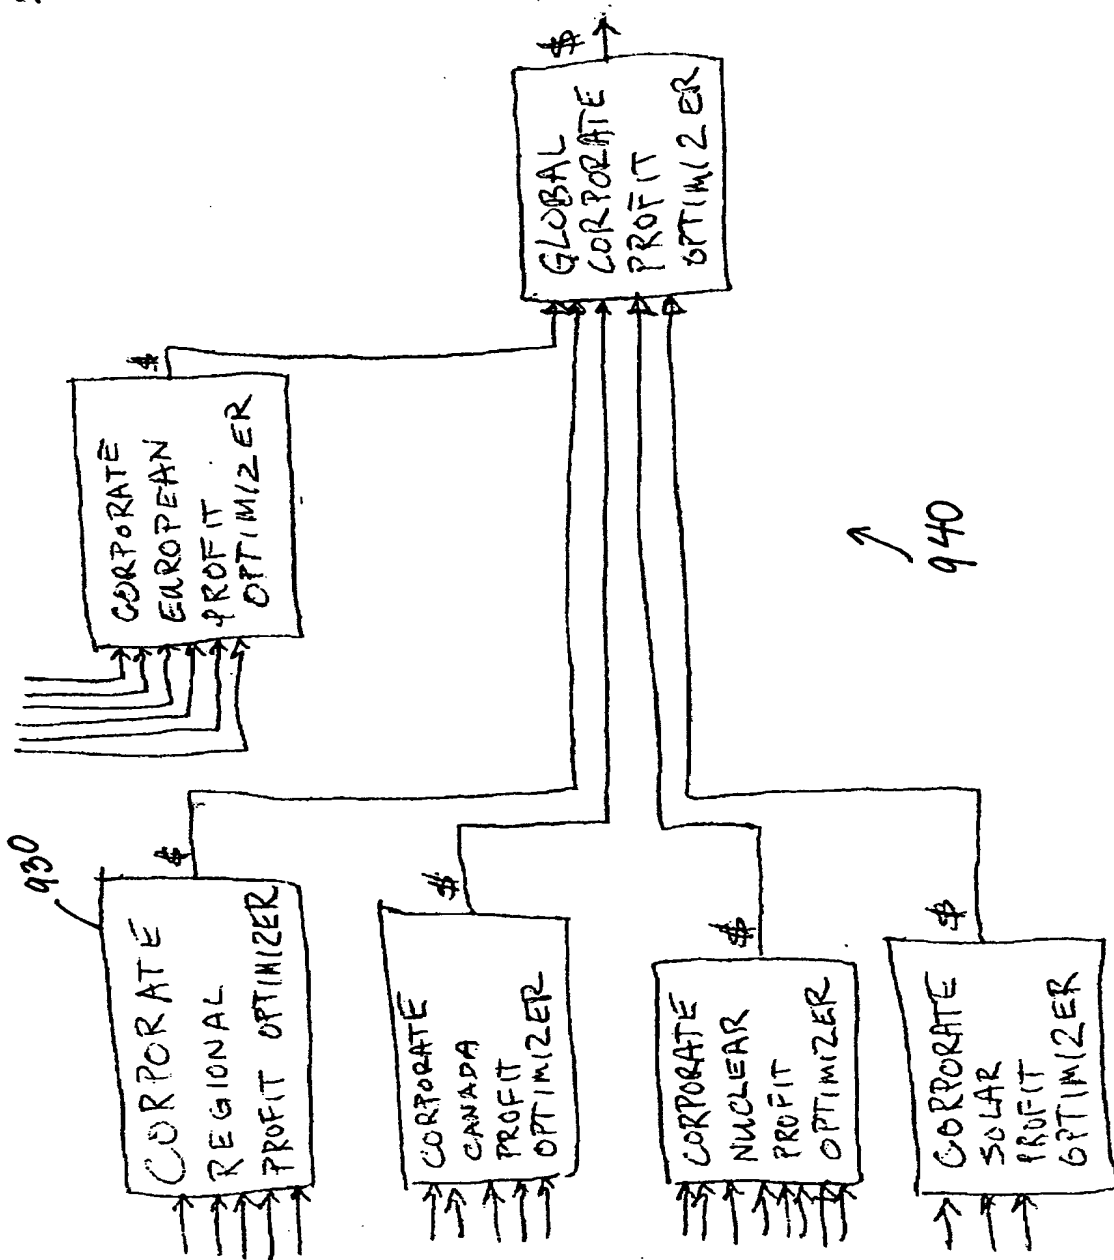 930
CORPORATE
REGIONAL
PROFIT OPTIMIZER
$
CORPORATE
CANADA
PROFIT
OPTIMIZER
$
CORPORATE
NUCLEAR
PROFIT
OPTIMIZER
$
CORPORATE
SOLAR
PROFIT
OPTIMIZER
$
CORPORATE
EUROPEAN
PROFIT
OPTIMIZER
$
GLOBAL
CORPORATE
PROFIT
OPTIMIZER
$
940